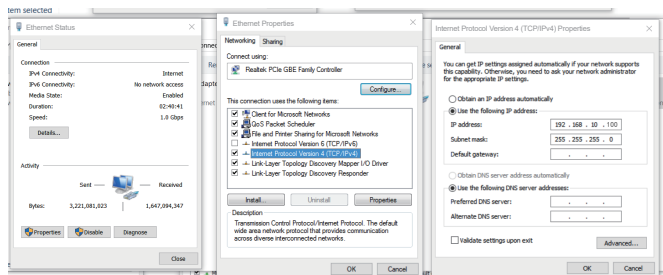 tem selected
Ethernet Status
General
Connection
IPv4 Connectivity: Internet
IPv6 Connectivity: No network access
Media State: Enabled
Duration: 02:40:41
Speed: 1.0 Gbps
Details...
Activity
Sent
Received
Bytes: 3,221,081,023 1,647,094,347
Properties
Disable
Diagnose
Close
Ethernet Properties
Networking
Sharing
Connect using:
Realtek PCIe GBE Family Controller
Configure...
This connection uses the following items:
Client for Microsoft Networks
QoS Packet Scheduler
File and Printer Sharing for Microsoft Networks
Internet Protocol Version 6 (TCP/IPv6)
Internet Protocol Version 4 (TCP/IPv4)
Link-Layer Topology Discovery Mapper I/O Driver
Link-Layer Topology Discovery Responder
Install...
Uninstall
Properties
Description
Transmission Control Protocol/Internet Protocol. The default
wide area network protocol that provides communication
across diverse interconnected networks.
OK
Cancel
Internet Protocol Version 4 (TCP/IPv4) Properties
General
You can get IP settings assigned automatically if your network supports
this capability. Otherwise, you need to ask your network administrator
for the appropriate IP settings.
Obtain an IP address automatically
Use the following IP address:
IP address: 192 . 168 . 10 . 100
Subnet mask: 255 . 255 . 255 . 0
Default gateway: . . .
Obtain DNS server address automatically
Use the following DNS server addresses:
Preferred DNS server: . . .
Alternate DNS server: . . .
Validate settings upon exit
Advanced...
OK
Cancel